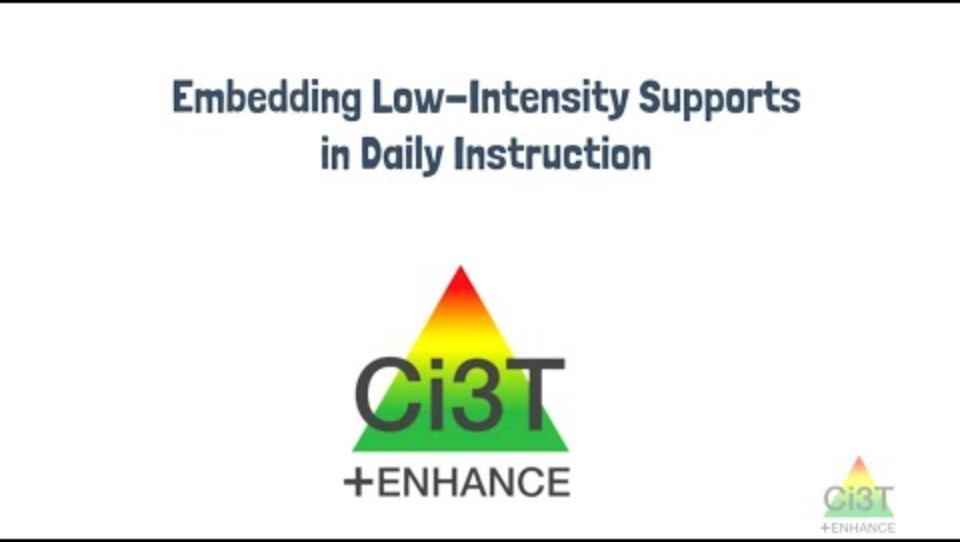 Embedding Low-Intensity Supports
in Daily Instruction
Ci3T
+ENHANCE
Ci3T
+ENHANCE